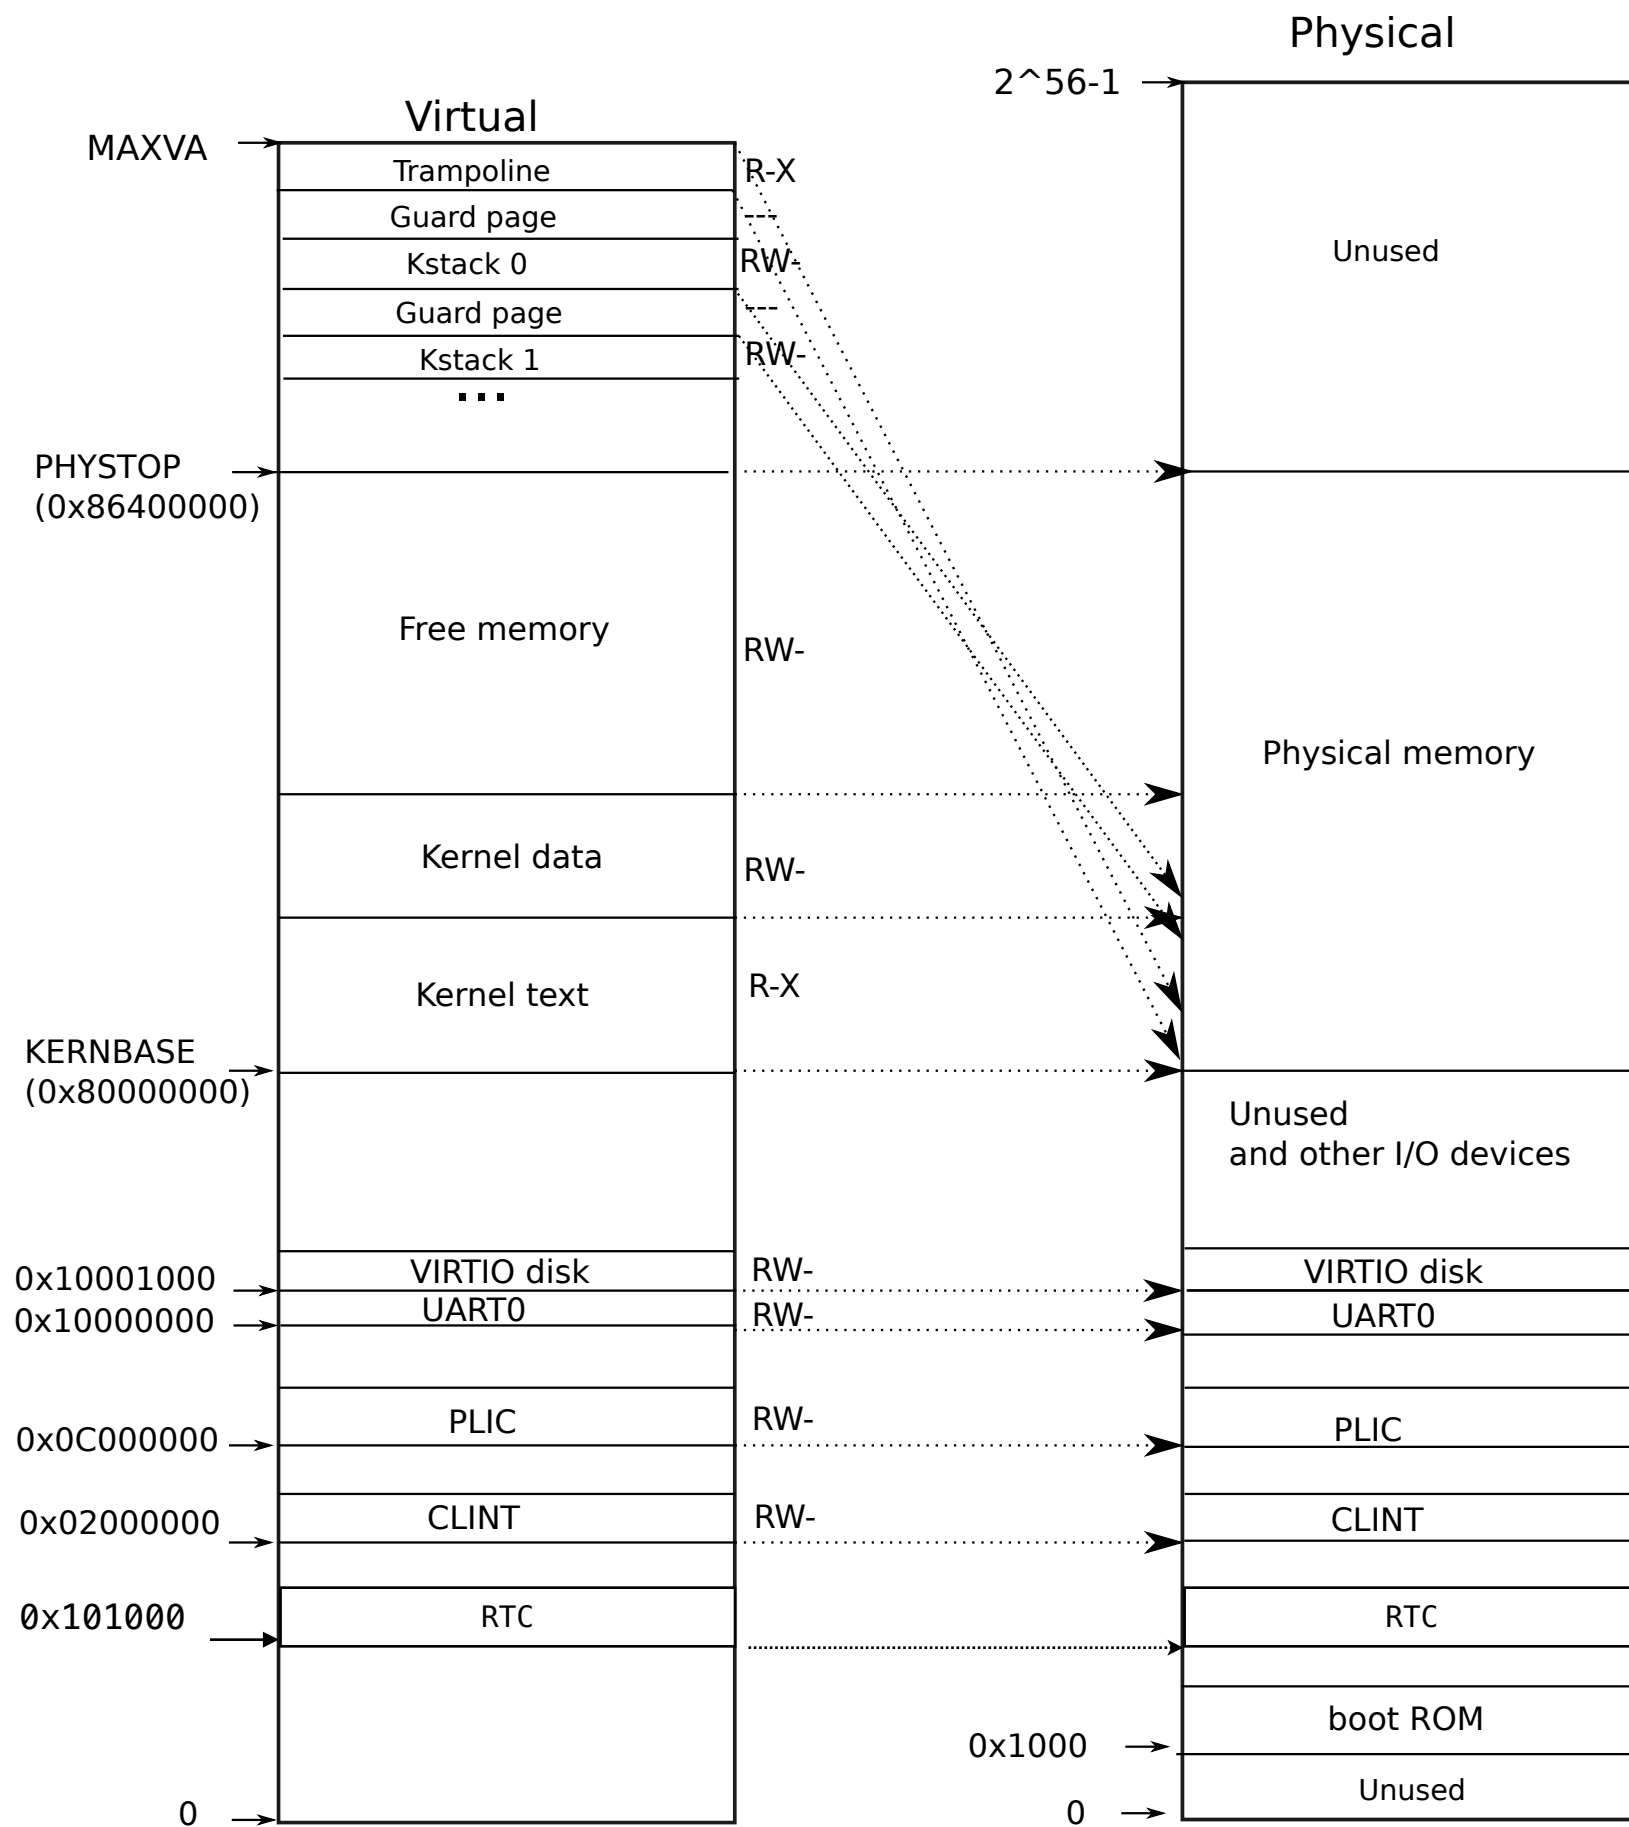 Physical
2^56-1
Virtual
MAXVA
Trampoline
R-X
Guard page
---
Unused
Kstack 0
RW-
Guard page
---
Kstack 1
RW-
...
PHYSTOP
(0x86400000)
Free memory
RW-
Physical memory
Kernel data
RW-
Kernel text
R-X
KERNBASE
(0x80000000)
Unused
and other I/O devices
0x10001000
VIRTIO disk
RW-
VIRTIO disk
0x10000000
UART0
RW-
UART0
0x0C000000
PLIC
RW-
PLIC
0x02000000
CLINT
RW-
CLINT
0x101000
RTC
RTC
boot ROM
0x1000
Unused
0
0